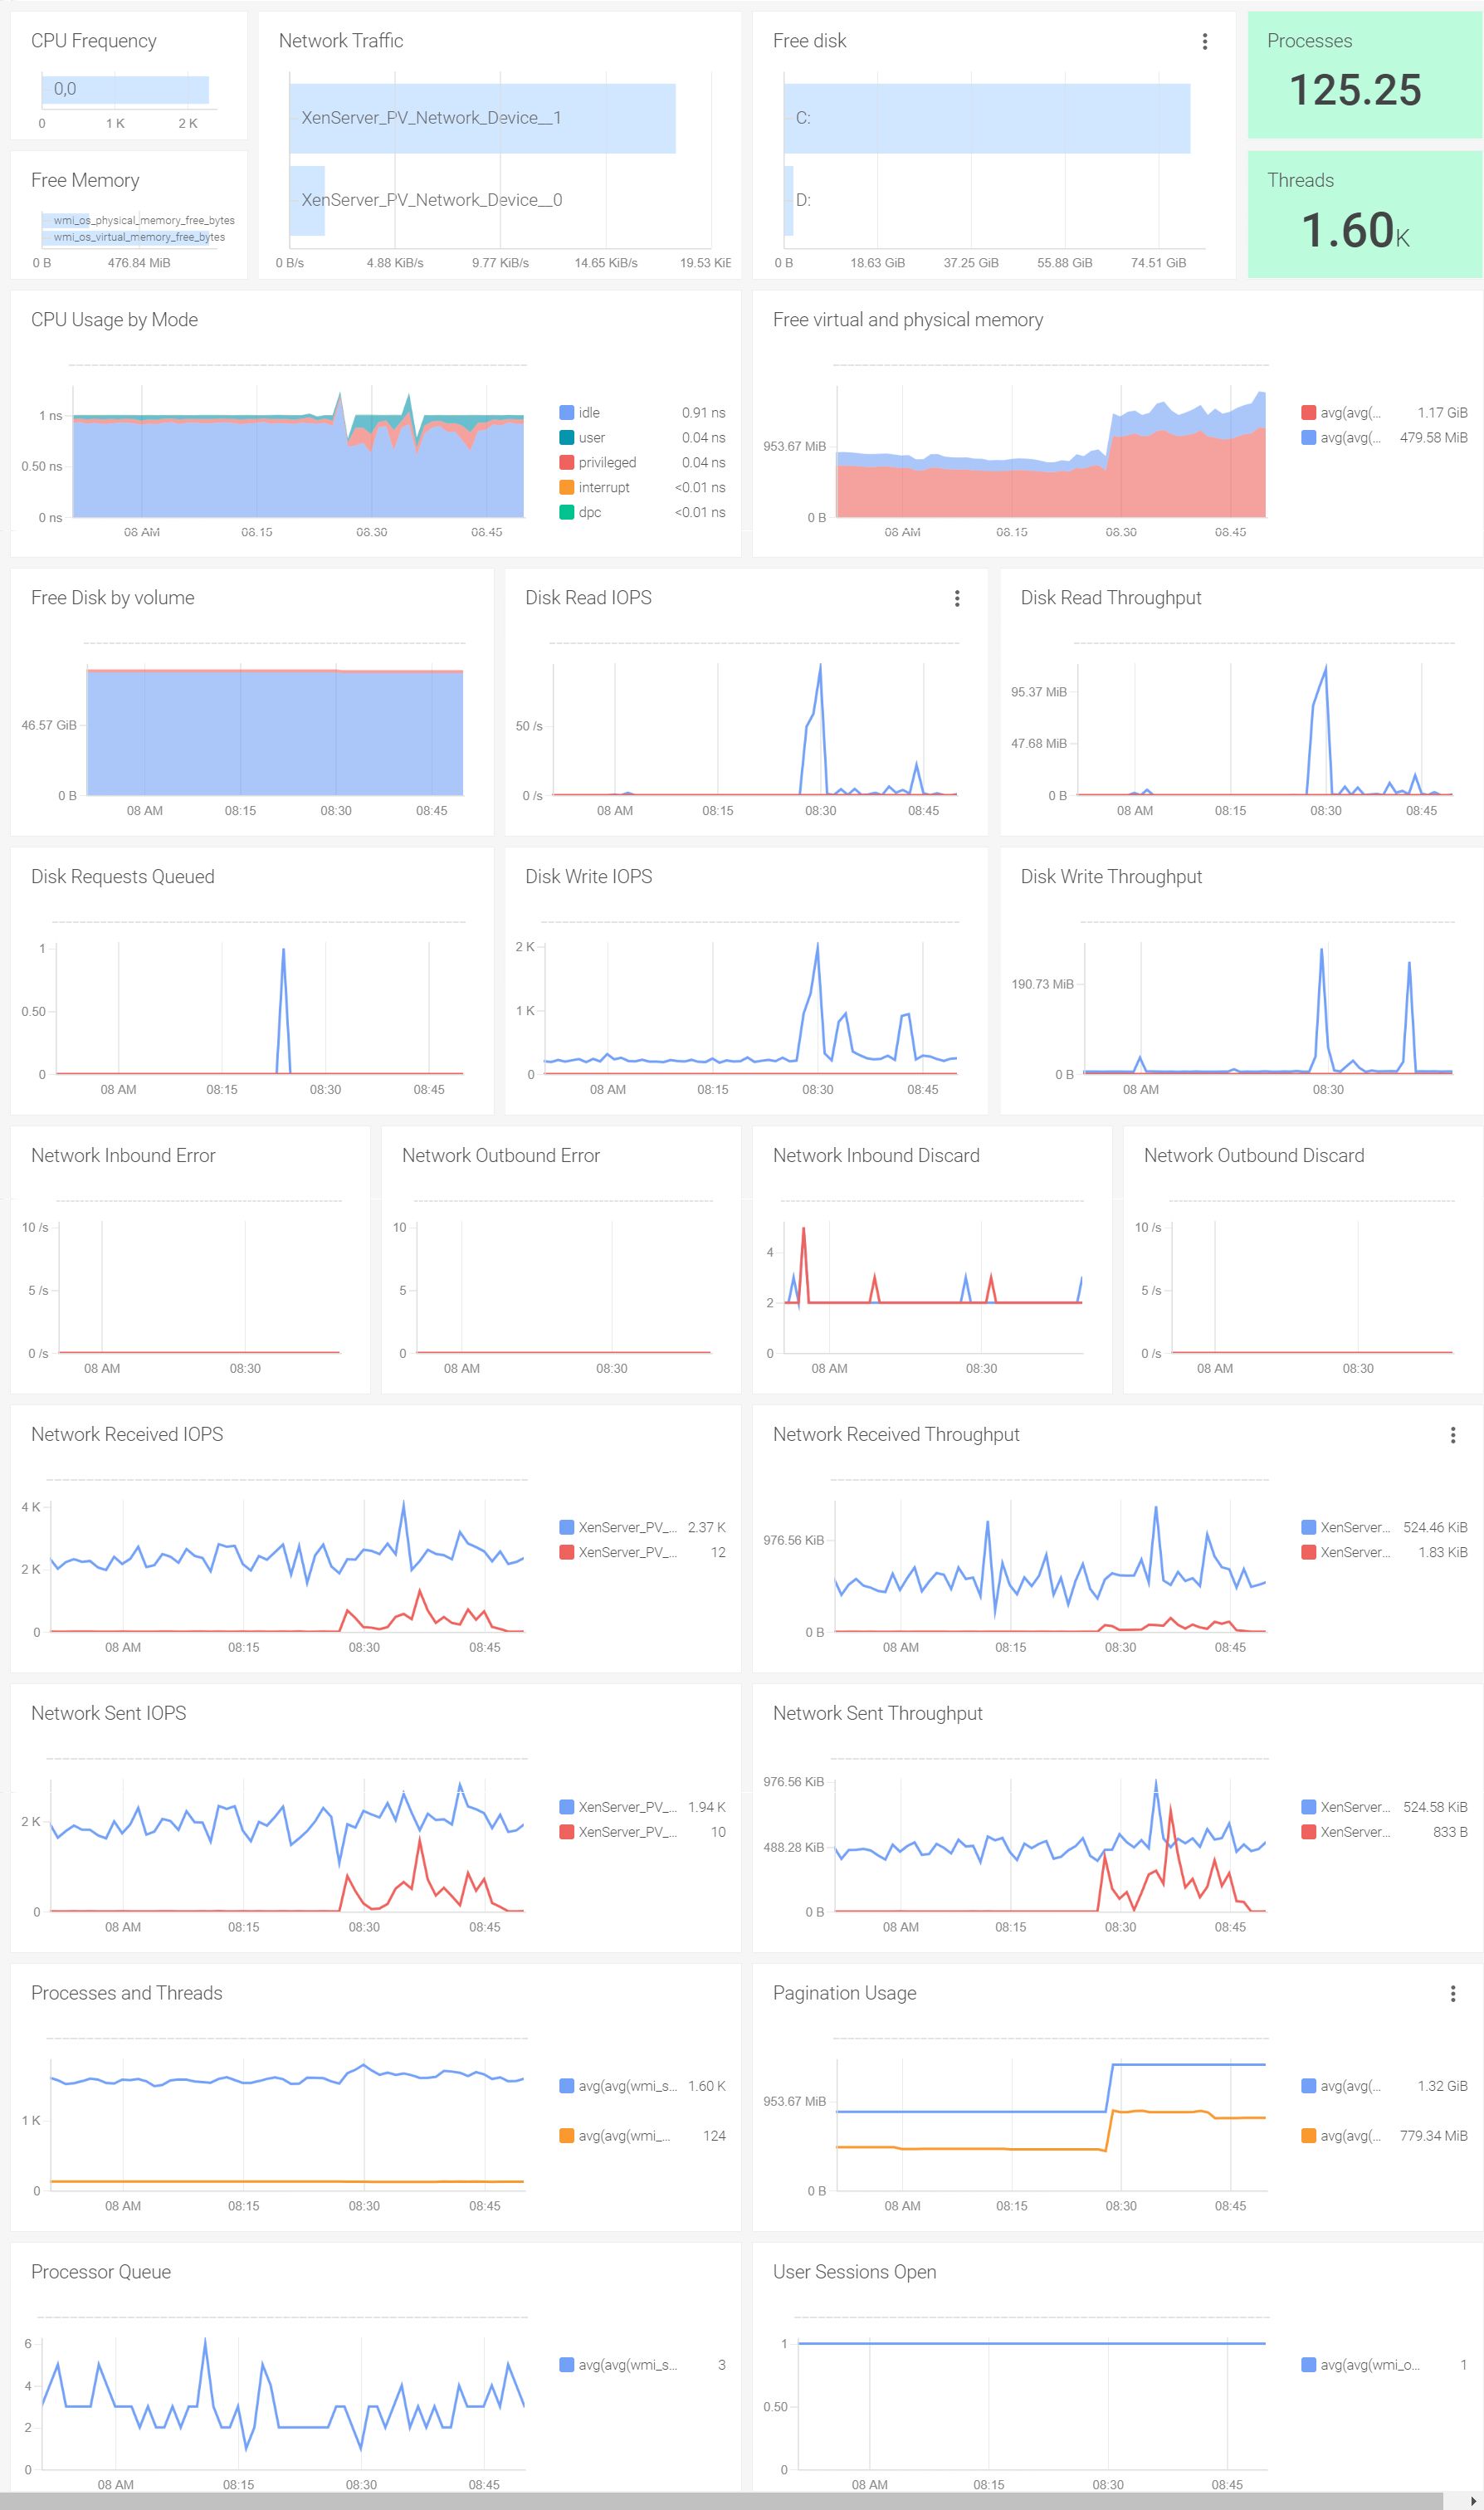 CPU Frequency
0,0
0 1 K 2 K
Network Traffic
XenServer_PV_Network_Device__1
XenServer_PV_Network_Device__0
0 B/s 4.88 KiB/s 9.77 KiB/s 14.65 KiB/s 19.53 KiE
Free disk
C:
D:
0 B 18.63 GiB 37.25 GiB 55.88 GiB 74.51 GiB
Processes
125.25
Free Memory
wmi_os_physical_memory_free_bytes
wmi_os_virtual_memory_free_bytes
0 B 476.84 MiB
Threads
1.60K
CPU Usage by Mode
1 ns
0.50 ns
0 ns
08 AM 08:15 08:30 08:45
idle 0.91 ns
user 0.04 ns
privileged 0.04 ns
interrupt <0.01 ns
dpc <0.01 ns
Free virtual and physical memory
953.67 MiB
0 B
08 AM 08:15 08:30 08:45
avg(avg(... 1.17 GiB
avg(avg(... 479.58 MiB
Free Disk by volume
46.57 GiB
0 B
08 AM 08:15 08:30 08:45
Disk Read IOPS
50 /s
0 /s
08 AM 08:15 08:30 08:45
Disk Read Throughput
95.37 MiB
47.68 MiB
0 B
08 AM 08:15 08:30 08:45
Disk Requests Queued
1
0.50
0
08 AM 08:15 08:30 08:45
Disk Write IOPS
2 K
1 K
0
08 AM 08:15 08:30 08:45
Disk Write Throughput
190.73 MiB
0 B
08 AM 08:30
Network Inbound Error
10 /s
5 /s
0 /s
08 AM 08:30
Network Outbound Error
10
5
0
08 AM 08:30
Network Inbound Discard
4
2
0
08 AM 08:30
Network Outbound Discard
10 /s
5 /s
0 /s
08 AM 08:30
Network Received IOPS
4 K
2 K
0
08 AM 08:15 08:30 08:45
XenServer_PV_... 2.37 K
XenServer_PV_... 12
Network Received Throughput
976.56 KiB
0 B
08 AM 08:15 08:30 08:45
XenServer... 524.46 KiB
XenServer... 1.83 KiB
Network Sent IOPS
2 K
0
08 AM 08:15 08:30 08:45
XenServer_PV_... 1.94 K
XenServer_PV_... 10
Network Sent Throughput
976.56 KiB
488.28 KiB
0 B
08 AM 08:15 08:30 08:45
XenServer... 524.58 KiB
XenServer... 833 B
Processes and Threads
1 K
0
08 AM 08:15 08:30 08:45
avg(avg(wmi_s... 1.60 K
avg(avg(wmi_... 124
Pagination Usage
953.67 MiB
0 B
08 AM 08:15 08:30 08:45
avg(avg(... 1.32 GiB
avg(avg(... 779.34 MiB
Processor Queue
6
4
2
0
08 AM 08:15 08:30 08:45
avg(avg(wmi_s... 3
User Sessions Open
1
0.50
0
08 AM 08:15 08:30 08:45
avg(avg(wmi_o... 1